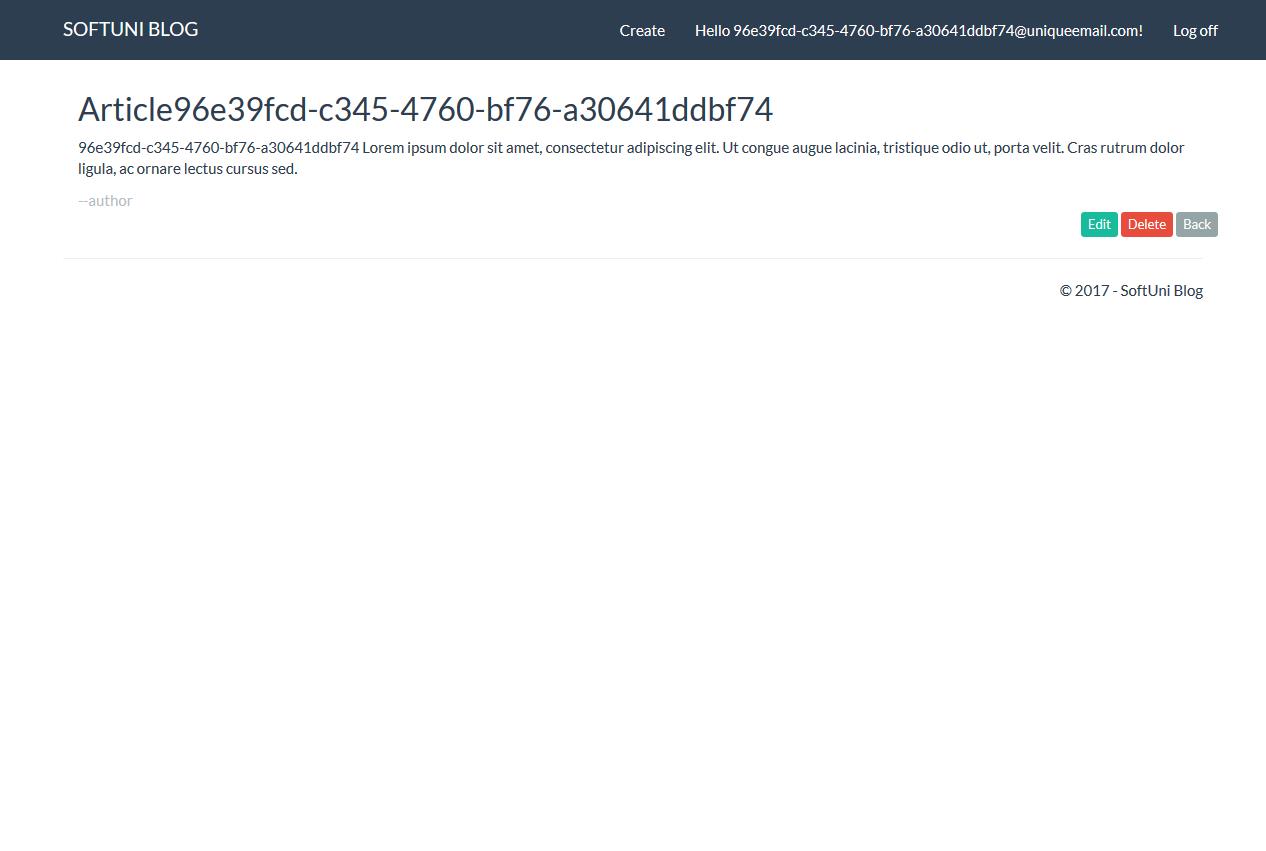 SOFTUNI BLOG
Create
Hello 96e39fcd-c345-4760-bf76-a30641ddbf74@uniqueemail.com!
Log off
Article96e39fcd-c345-4760-bf76-a30641ddbf74
96e39fcd-c345-4760-bf76-a30641ddbf74 Lorem ipsum dolor sit amet, consectetur adipiscing elit. Ut congue augue lacinia, tristique odio ut, porta velit. Cras rutrum dolor
ligula, ac ornare lectus cursus sed.
--author
Edit Delete Back
© 2017 - SoftUni Blog